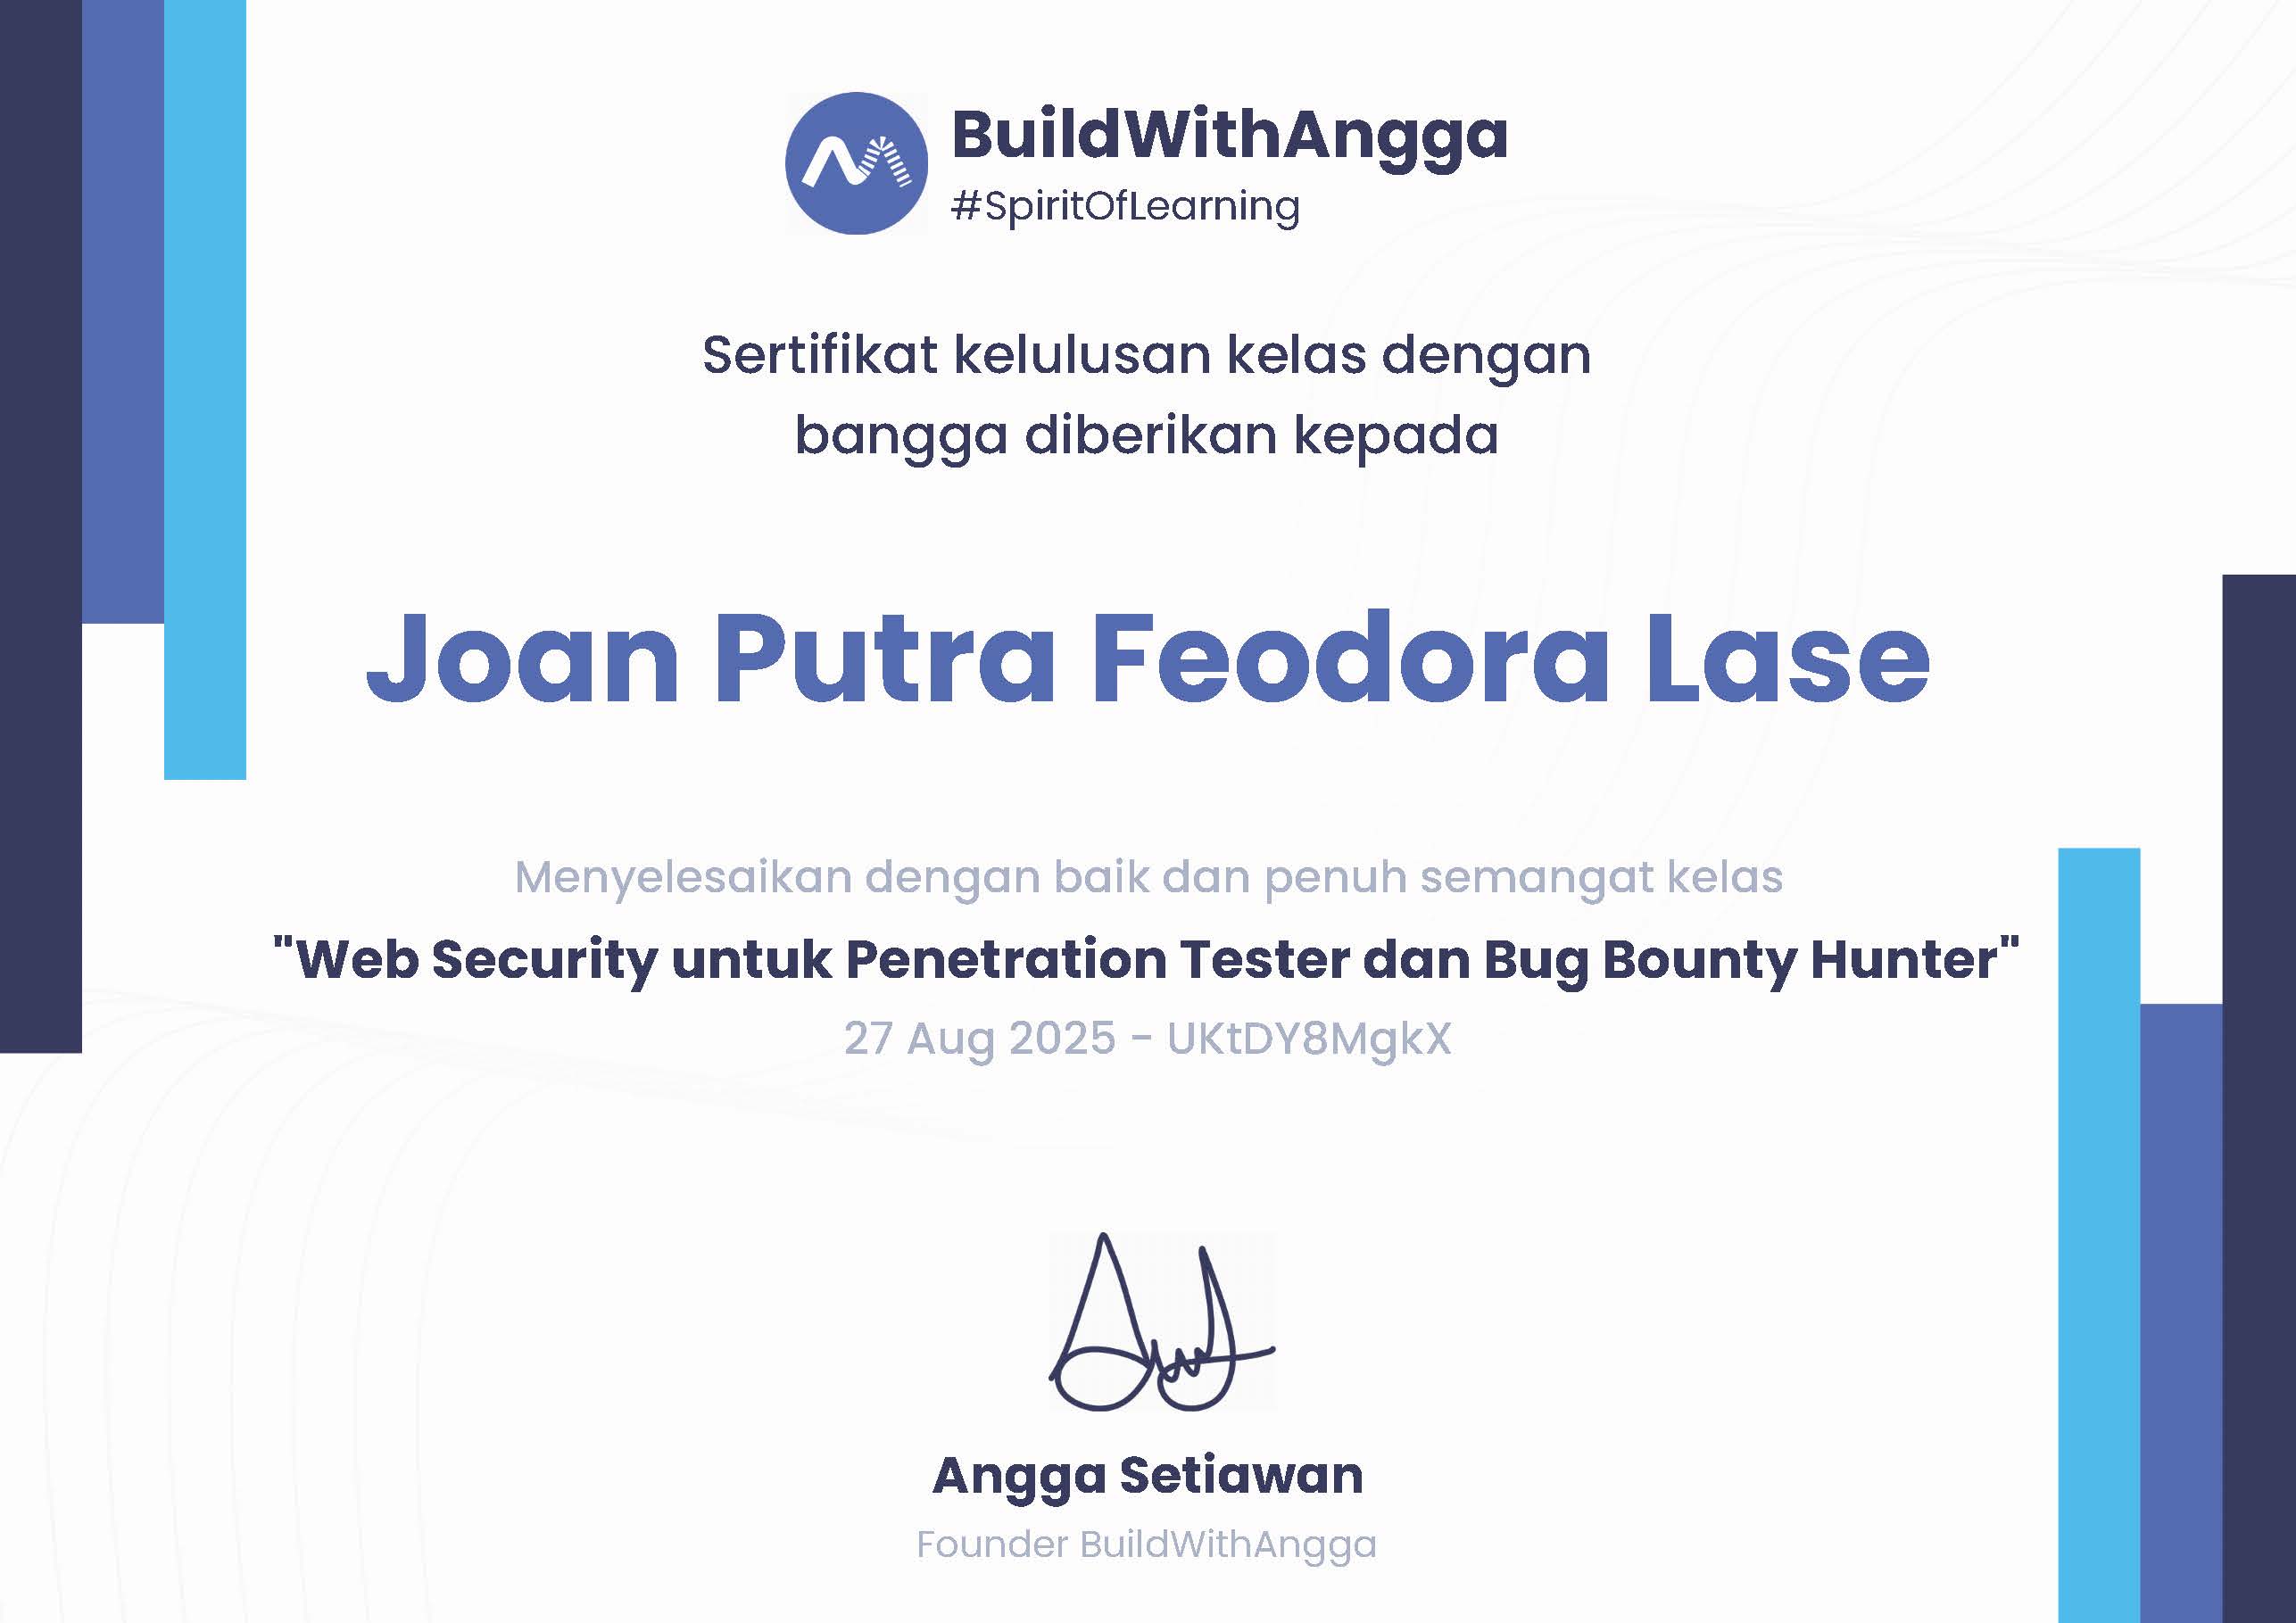 BuildWithAngga
#SpiritOfLearning
Sertifikat kelulusan kelas dengan
bangga diberikan kepada
Joan Putra Feodora Lase
Menyelesaikan dengan baik dan penuh semangat kelas
"Web Security untuk Penetration Tester dan Bug Bounty Hunter"
27 Aug 2025 - UKtDY8MgkX
Angga Setiawan
Founder BuildWithAngga